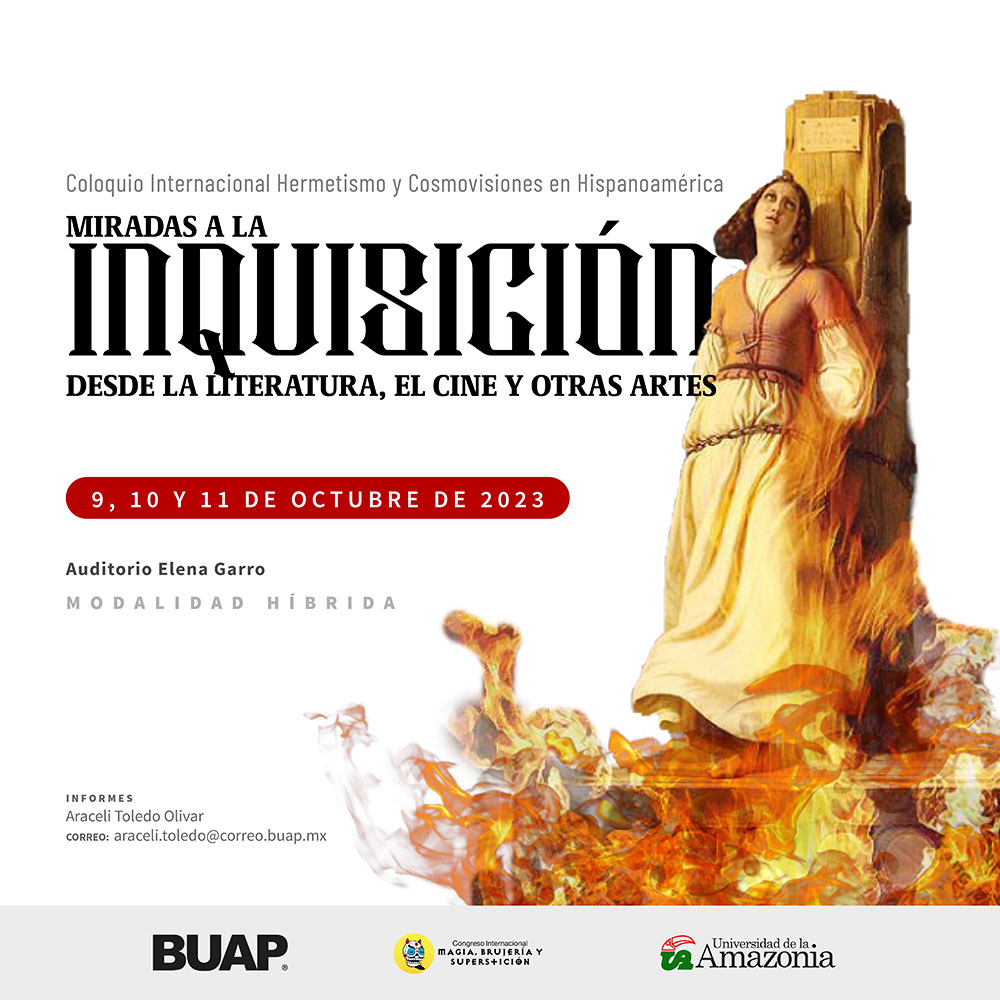 Coloquio Internacional Hermetismo y Cosmovisiones en Hispanoamérica
MIRADAS A LA
INQUISICIÓN
DESDE LA LITERATURA, EL CINE Y OTRAS ARTES
9, 10 Y 11 DE OCTUBRE DE 2023
Auditorio Elena Garro
MODALIDAD HÍBRIDA
INFORMES
Araceli Toledo Olivar
CORREO: araceli.toledo@correo.buap.mx
BUAP®
Congreso Internacional
MAGIA, BRUJERÍA Y
SUPERSTICIÓN
Universidad de la
Amazonia